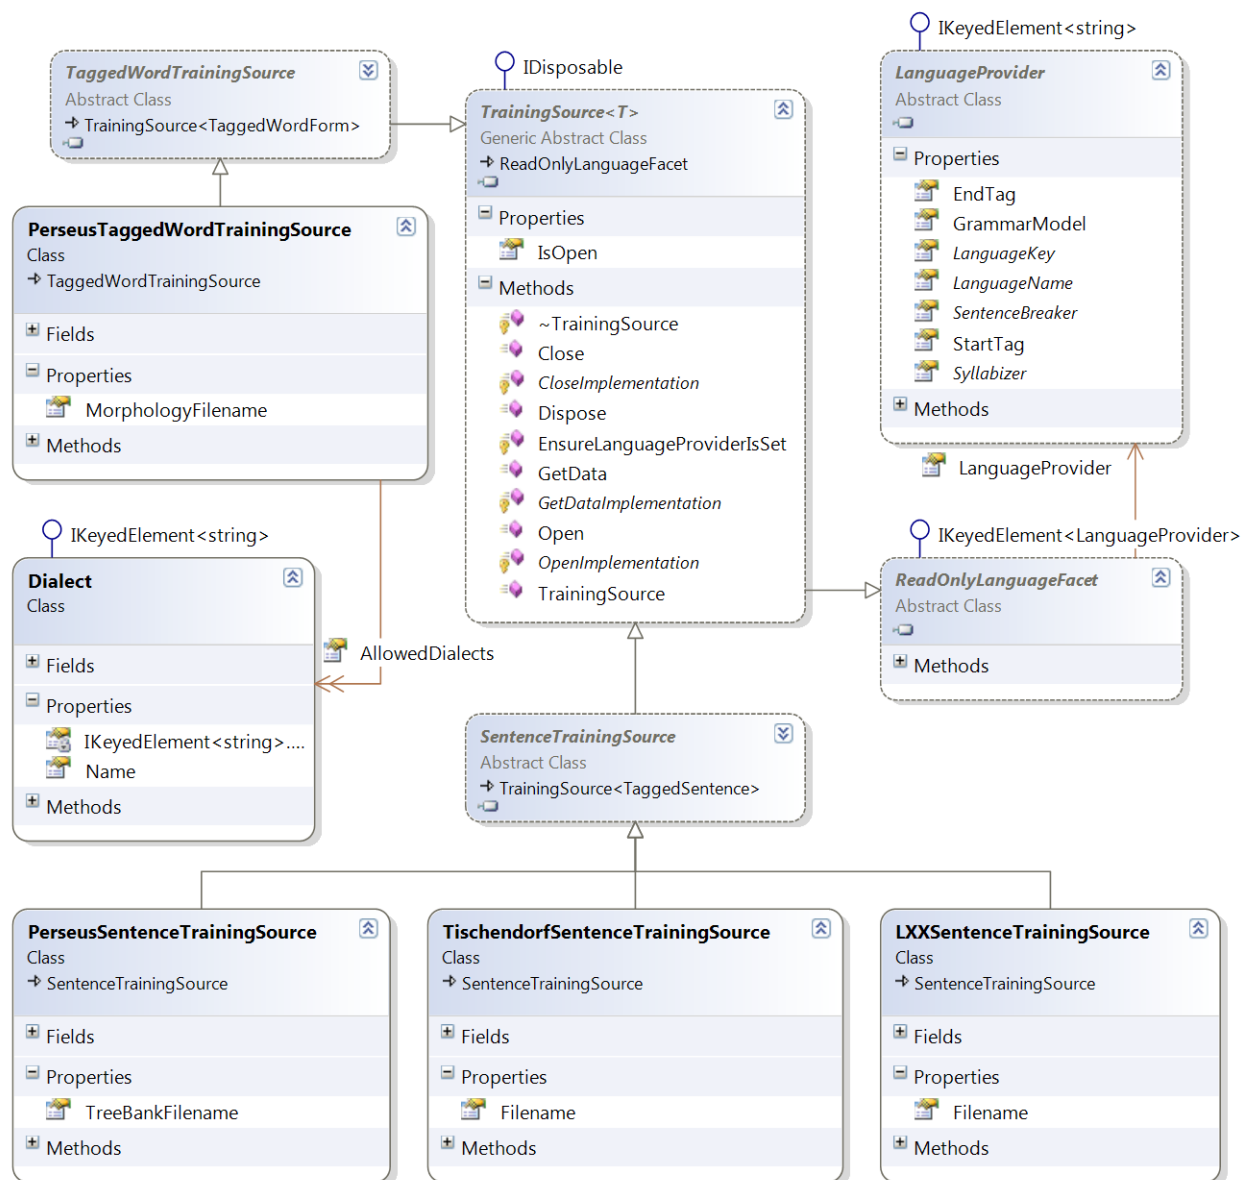 TaggedWordTrainingSource
Abstract Class
TrainingSource<TaggedWordForm>
PerseusTaggedWordTrainingSource
Class
TaggedWordTrainingSource
Fields
Properties
MorphologyFilename
Methods
IKeyedElement<string>
Dialect
Class
Fields
Properties
IKeyedElement<string>....
Name
Methods
AllowedDialects
IDisposable
TrainingSource<T>
Generic Abstract Class
ReadOnlyLanguageFacet
Properties
IsOpen
Methods
~TrainingSource
Close
CloseImplementation
Dispose
EnsureLanguageProviderIsSet
GetData
GetDataImplementation
Open
OpenImplementation
TrainingSource
IKeyedElement<string>
LanguageProvider
Abstract Class
Properties
EndTag
GrammarModel
LanguageKey
LanguageName
SentenceBreaker
StartTag
Syllabizer
Methods
LanguageProvider
IKeyedElement<LanguageProvider>
ReadOnlyLanguageFacet
Abstract Class
Methods
SentenceTrainingSource
Abstract Class
TrainingSource<TaggedSentence>
PerseusSentenceTrainingSource
Class
SentenceTrainingSource
Fields
Properties
TreeBankFilename
Methods
TischendorfSentenceTrainingSource
Class
SentenceTrainingSource
Fields
Properties
Filename
Methods
LXXSentenceTrainingSource
Class
SentenceTrainingSource
Fields
Properties
Filename
Methods